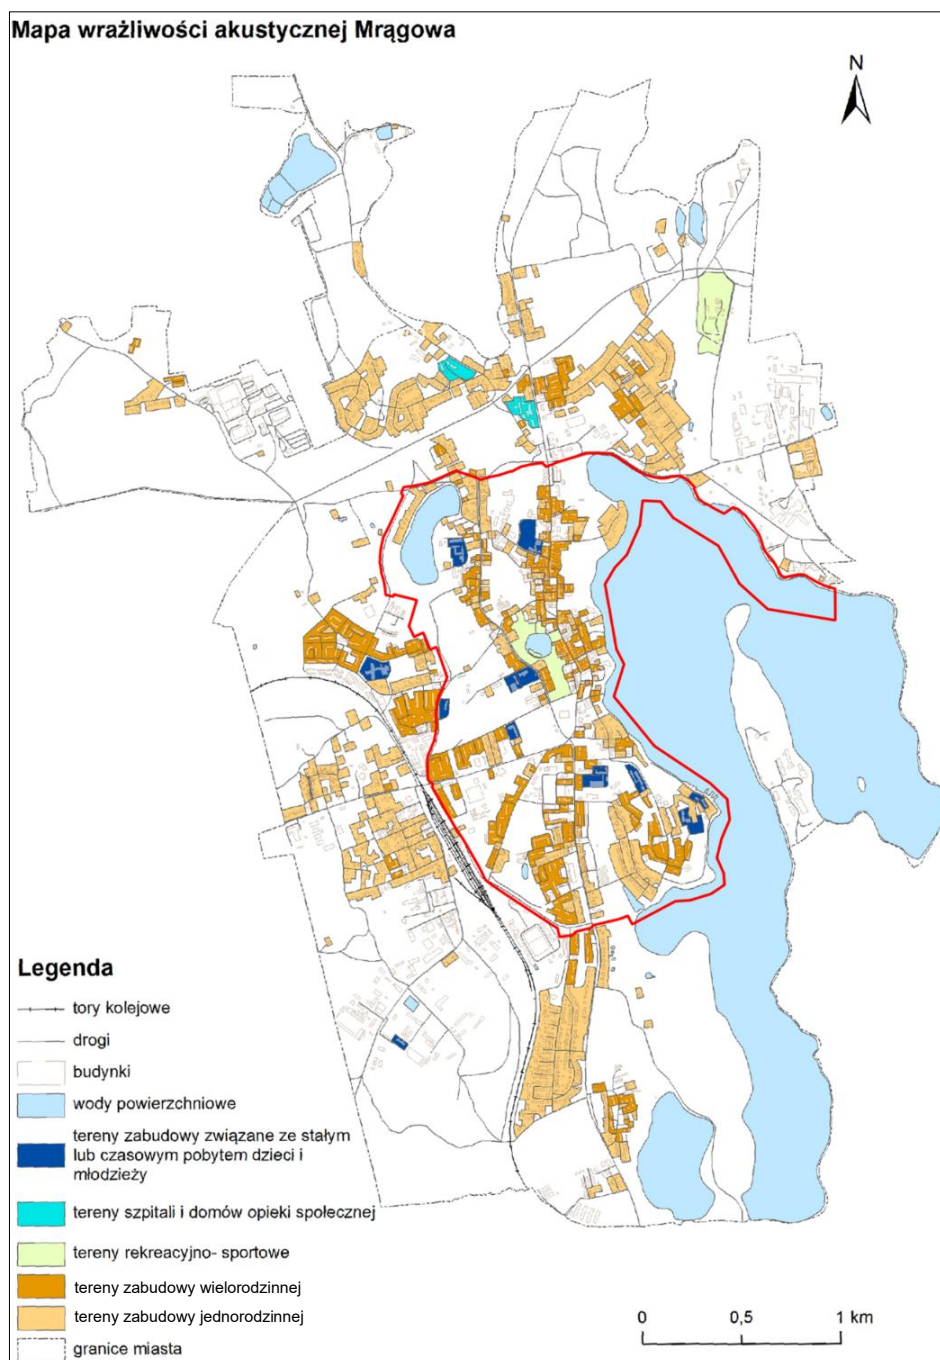 Mapa wrażliwości akustycznej Mrągowa
N
Legenda
tory kolejowe
drogi
budynki
wody powierzchniowe
tereny zabudowy związane ze stałym
lub czasowym pobytem dzieci i
młodzieży
tereny szpitali i domów opieki społecznej
tereny rekreacyjno- sportowe
tereny zabudowy wielorodzinnej
tereny zabudowy jednorodzinnej
granice miasta
0 0,5 1 km